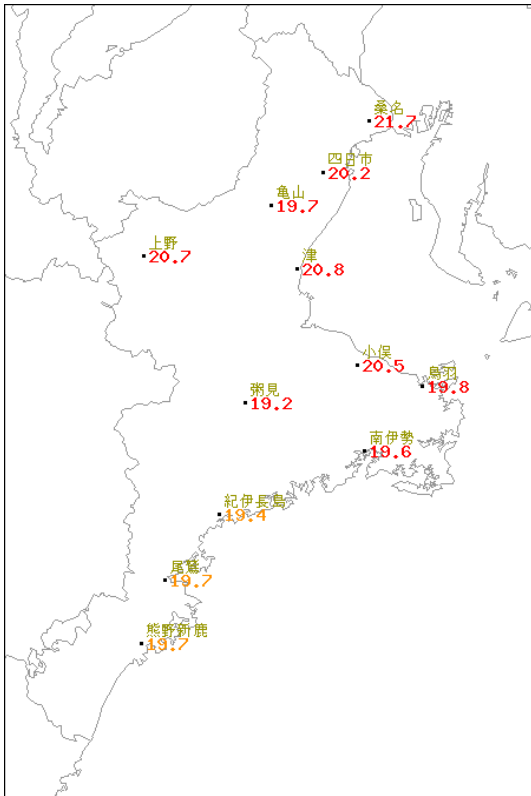 桑名
21.7
四日市
20.2
亀山
19.7
上野
20.7
津
20.8
小俣
20.5
鳥羽
19.8
粥見
19.2
南伊勢
19.6
紀伊長島
19.4
尾鷲
19.7
熊野新鹿
19.7